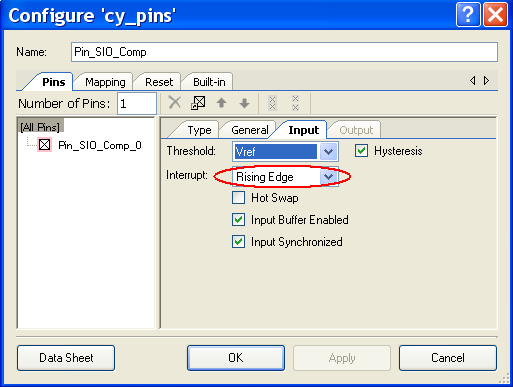 Configure 'cy_pins'
Name: Pin_SIO_Comp
Pins Mapping Reset Built-in
Number of Pins: 1
[All Pins]
Pin_SIO_Comp_0
Type General Input Output
Threshold: Vref Hysteresis
Interrupt: Rising Edge
Hot Swap
Input Buffer Enabled
Input Synchronized
Data Sheet OK Apply Cancel